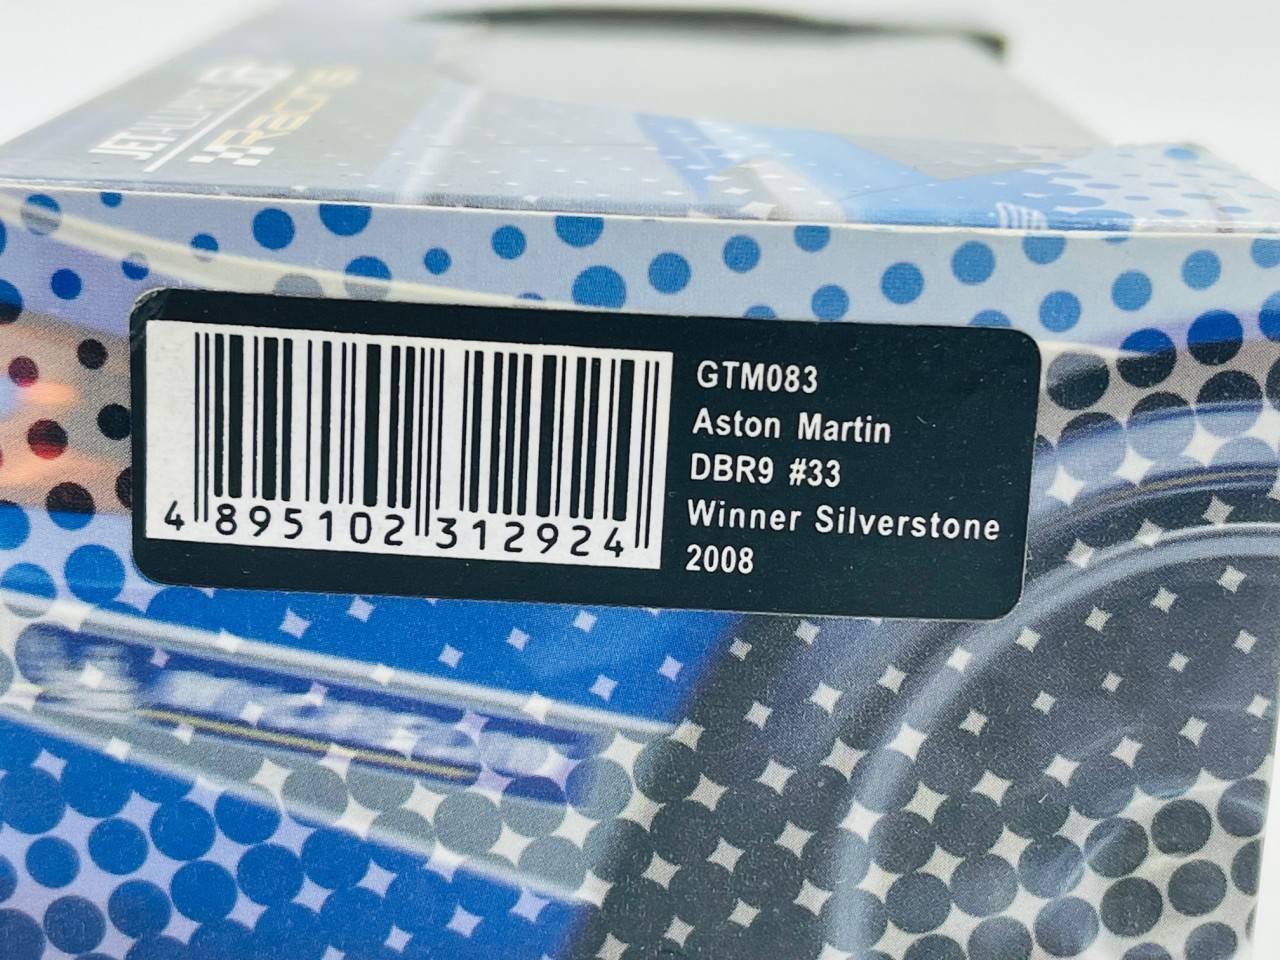 GTM083
Aston Martin
DBR9 #33
Winner Silverstone
2008
4 895102 312924